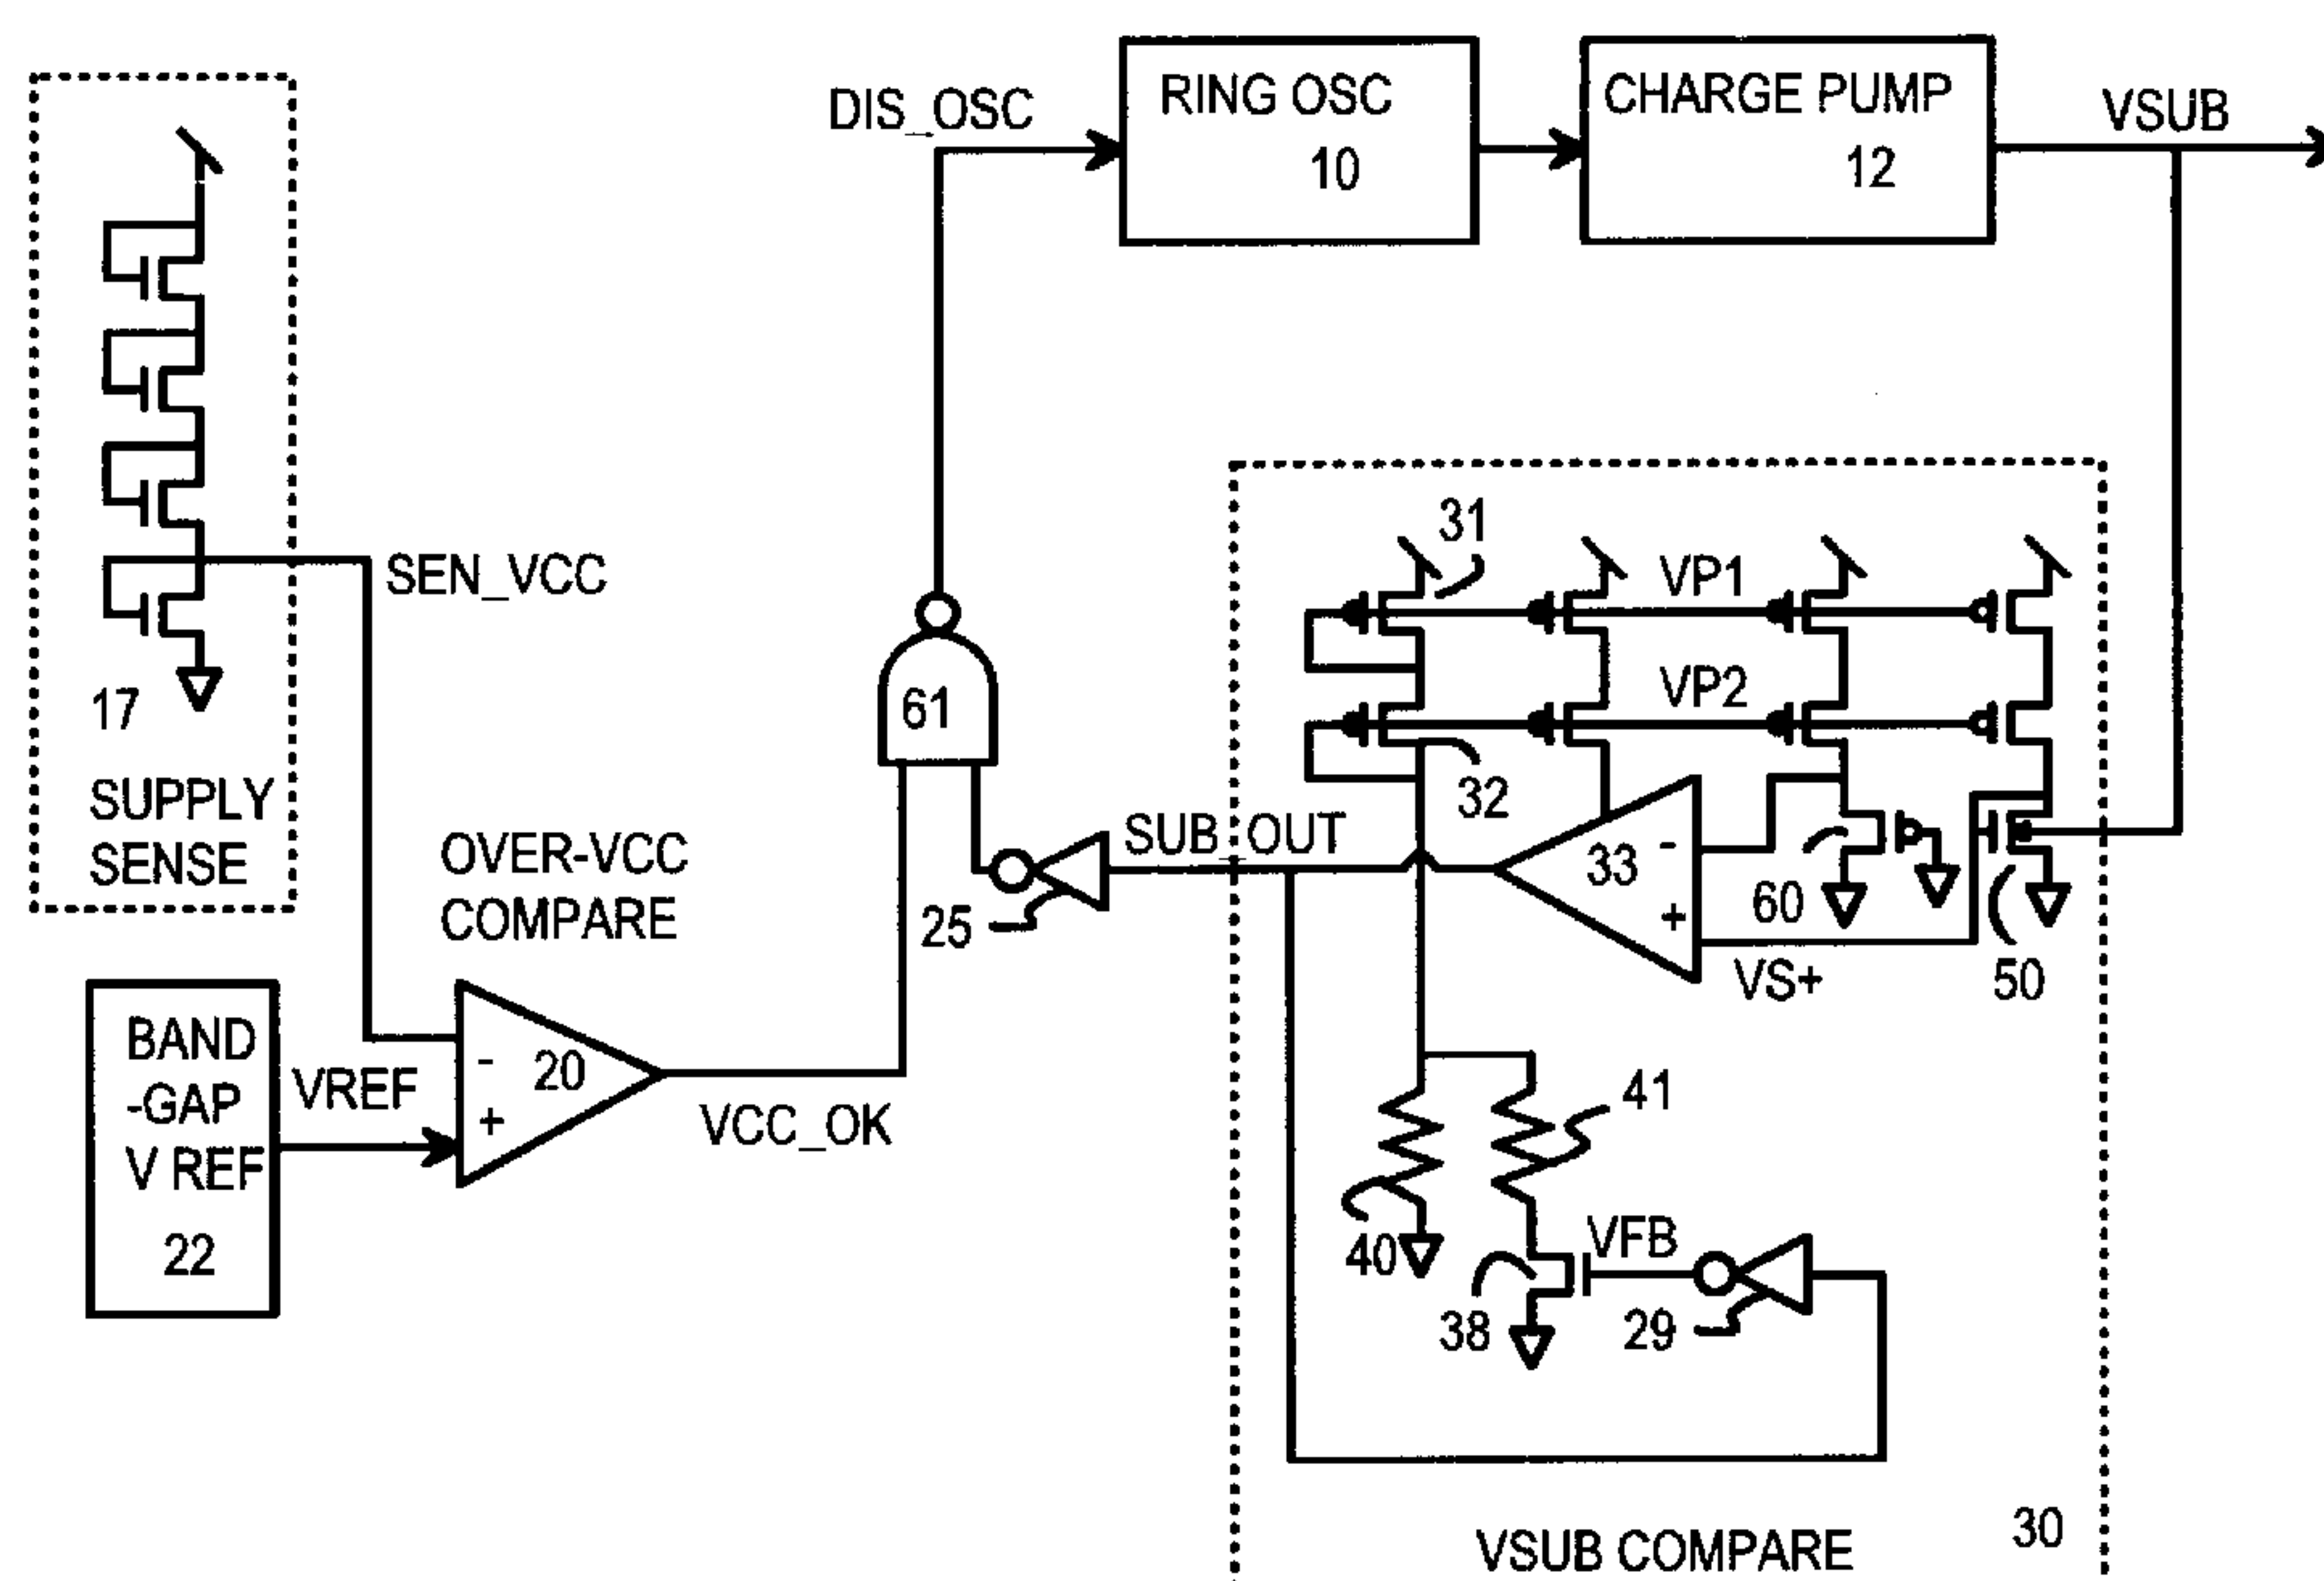 DIS_OSC
RING OSC
10
CHARGE PUMP
12
VSUB
SEN_VCC
17
SUPPLY
SENSE
61
31
VP1
VP2
32
SUB_OUT
33
-
+
60
50
VS+
25
OVER-VCC
COMPARE
BAND
-GAP
V REF
22
VREF
-
+
20
VCC_OK
41
40
VFB
38
29
30
VSUB COMPARE